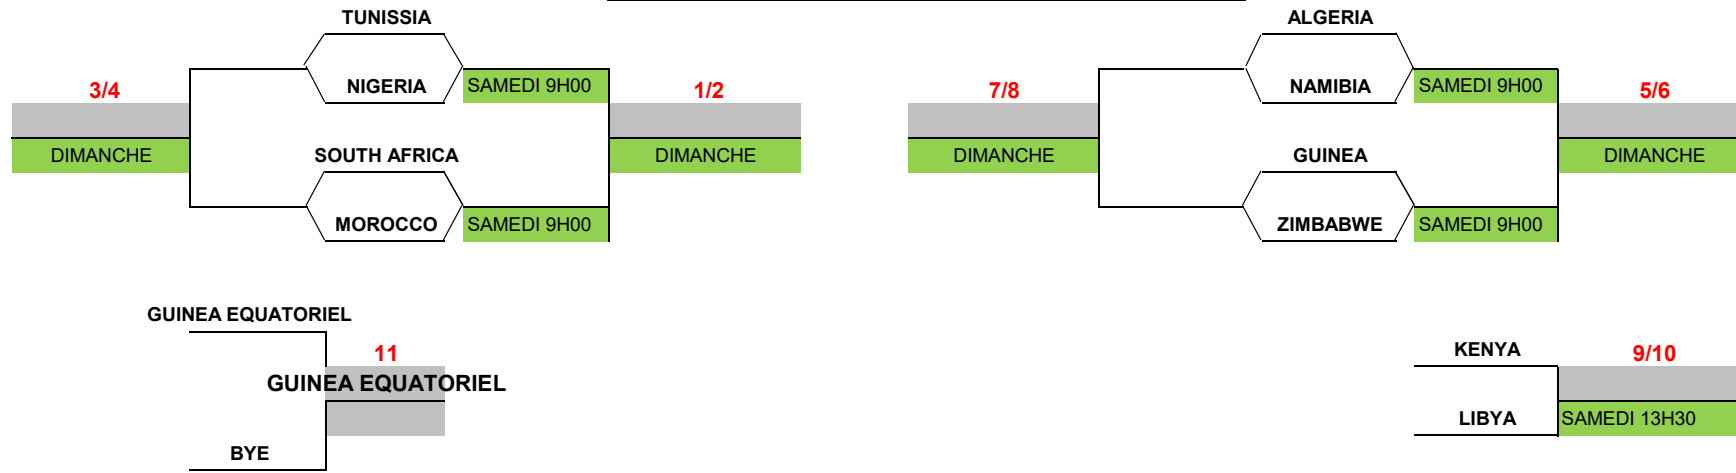 TUNISSIA
ALGERIA
3/4
NIGERIA
SAMEDI 9H00
1/2
7/8
NAMIBIA
SAMEDI 9H00
5/6
DIMANCHE
SOUTH AFRICA
DIMANCHE
DIMANCHE
GUINEA
DIMANCHE
MOROCCO
SAMEDI 9H00
ZIMBABWE
SAMEDI 9H00
GUINEA EQUATORIEL
11
KENYA
9/10
GUINEA EQUATORIEL
LIBYA
SAMEDI 13H30
BYE